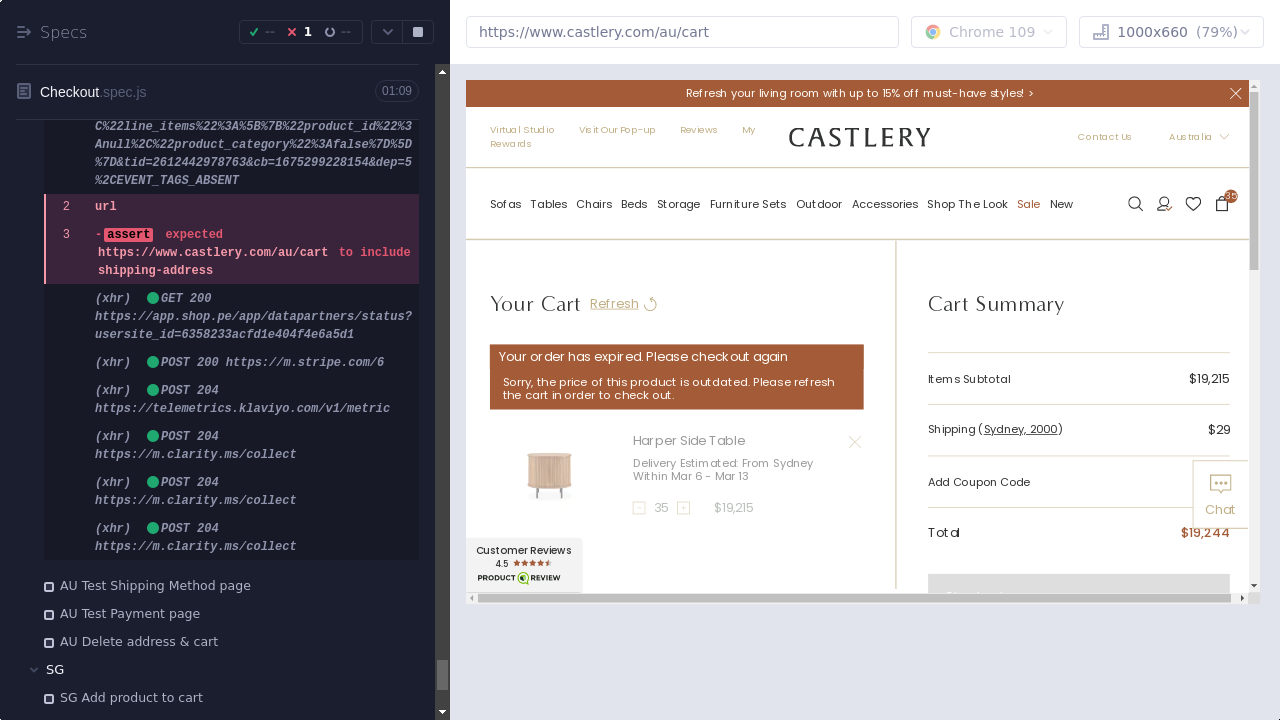 Specs
--
1
--
https://www.castlery.com/au/cart
Chrome 109
1000x660 (79%)
Checkout.spec.js
01:09
C%22line_items%22%3A%5B%7B%22product_id%22%3
Anull%2C%22product_category%22%3Afalse%7D%5D
%7D&tid=2612442978763&cb=1675299228154&dep=5
%2CEVENT_TAGS_ABSENT
2 url
3 -assert expected
https://www.castlery.com/au/cart to include
shipping-address
(xhr) GET 200
https://app.shop.pe/app/datapartners/status?
usersite_id=6358233acfd1e404f4e6a5d1
(xhr) POST 200 https://m.stripe.com/6
(xhr) POST 204
https://telemetrics.klaviyo.com/v1/metric
(xhr) POST 204
https://m.clarity.ms/collect
(xhr) POST 204
https://m.clarity.ms/collect
(xhr) POST 204
https://m.clarity.ms/collect
AU Test Shipping Method page
AU Test Payment page
AU Delete address & cart
SG
SG Add product to cart
Refresh your living room with up to 15% off must-have styles! >
Virtual Studio Visit Our Pop-up Reviews My
Rewards
CASTLERY
Contact Us Australia
Sofas Tables Chairs Beds Storage Furniture Sets Outdoor Accessories Shop The Look Sale New
35
Your Cart Refresh
Your order has expired. Please checkout again
Sorry, the price of this product is outdated. Please refresh
the cart in order to check out.
Harper Side Table
Delivery Estimated: From Sydney
Within Mar 6 - Mar 13
- 35 + $19,215
Customer Reviews
4.5
PRODUCT REVIEW
Cart Summary
Items Subtotal $19,215
Shipping (Sydney, 2000) $29
Add Coupon Code
Chat
Total $19,244